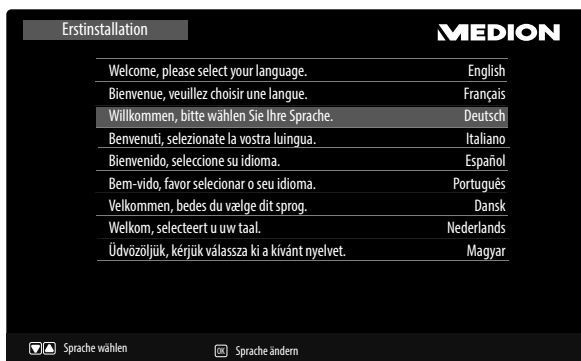 Erstinstallation MEDION
Welcome, please select your language. English
Bienvenue, veuillez choisir une langue. Français
Willkommen, bitte wählen Sie Ihre Sprache. Deutsch
Benvenuti, selezionate la vostra luingua. Italiano
Bienvenido, seleccione su idioma. Español
Bem-vido, favor selecionar o seu idioma. Português
Velkommen, bedes du vælge dit sprog. Dansk
Welkom, selecteert u uw taal. Nederlands
Üdvözöljük, kérjük válassza ki a kívánt nyelvet. Magyar
Sprache wählen OK Sprache ändern